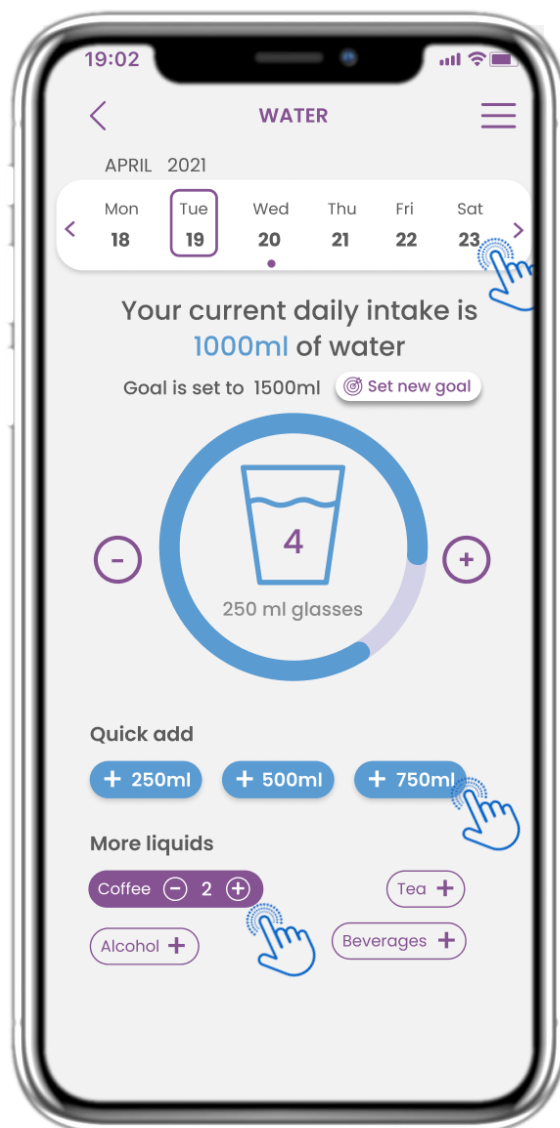 19:02
WATER
APRIL 2021
Mon Tue Wed Thu Fri Sat
18 19 20 21 22 23
Your current daily intake is
1000ml of water
Goal is set to 1500ml Set new goal
4
- +
250 ml glasses
Quick add
+ 250ml + 500ml + 750ml
More liquids
Coffee - 2 + Tea +
Alcohol + Beverages +